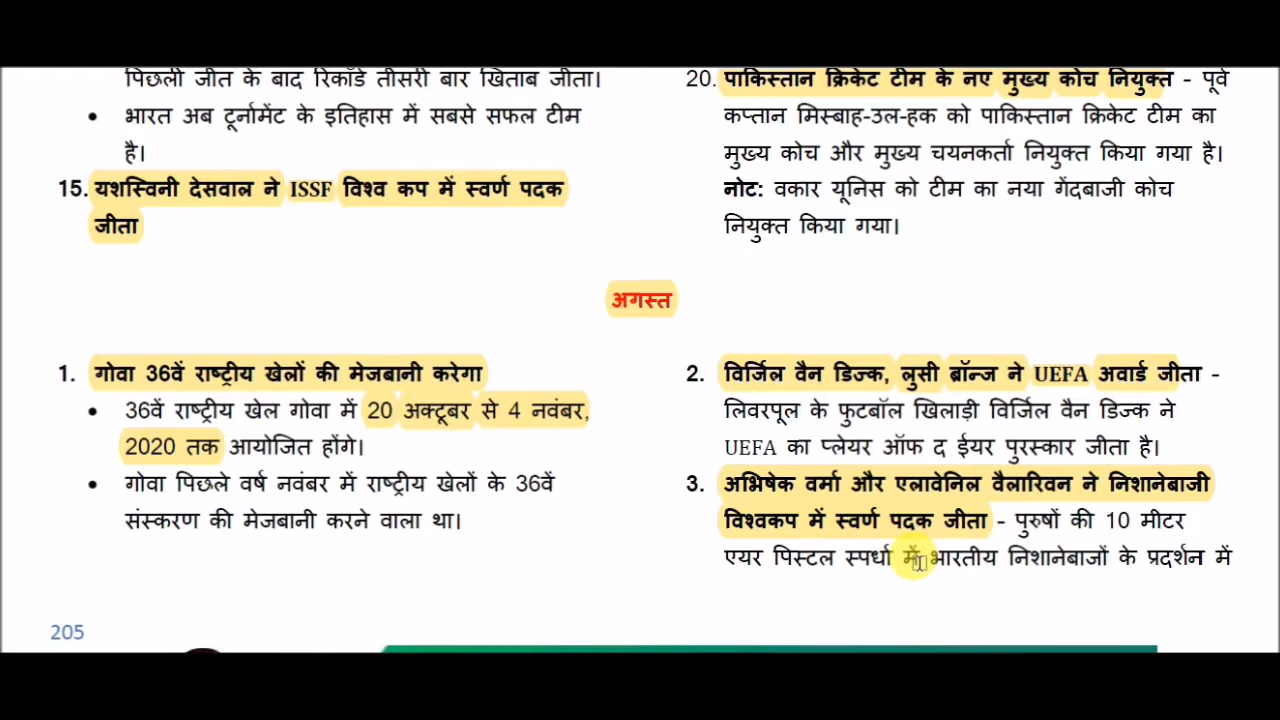 पिछली जीत के बाद रिकॉर्ड तीसरी बार खिताब जीता।
• भारत अब टूर्नामेंट के इतिहास में सबसे सफल टीम
है।
15. यशस्विनी देसवाल ने ISSF विश्व कप में स्वर्ण पदक
जीता
20. पाकिस्तान क्रिकेट टीम के नए मुख्य कोच नियुक्त - पूर्व
कप्तान मिस्बाह-उल-हक को पाकिस्तान क्रिकेट टीम का
मुख्य कोच और मुख्य चयनकर्ता नियुक्त किया गया है।
नोट: वकार यूनिस को टीम का नया गेंदबाजी कोच
नियुक्त किया गया।
अगस्त
1. गोवा 36वें राष्ट्रीय खेलों की मेजबानी करेगा
• 36वें राष्ट्रीय खेल गोवा में 20 अक्टूबर से 4 नवंबर,
2020 तक आयोजित होंगे।
• गोवा पिछले वर्ष नवंबर में राष्ट्रीय खेलों के 36वें
संस्करण की मेजबानी करने वाला था।
2. विर्जिल वैन डिज्क, लुसी ब्रॉन्ज ने UEFA अवार्ड जीता -
लिवरपूल के फुटबॉल खिलाड़ी विर्जिल वैन डिज्क ने
UEFA का प्लेयर ऑफ द ईयर पुरस्कार जीता है।
3. अभिषेक वर्मा और एलावेनिल वैलारिवन ने निशानेबाजी
विश्वकप में स्वर्ण पदक जीता - पुरुषों की 10 मीटर
एयर पिस्टल स्पर्धा में भारतीय निशानेबाजों के प्रदर्शन में
205